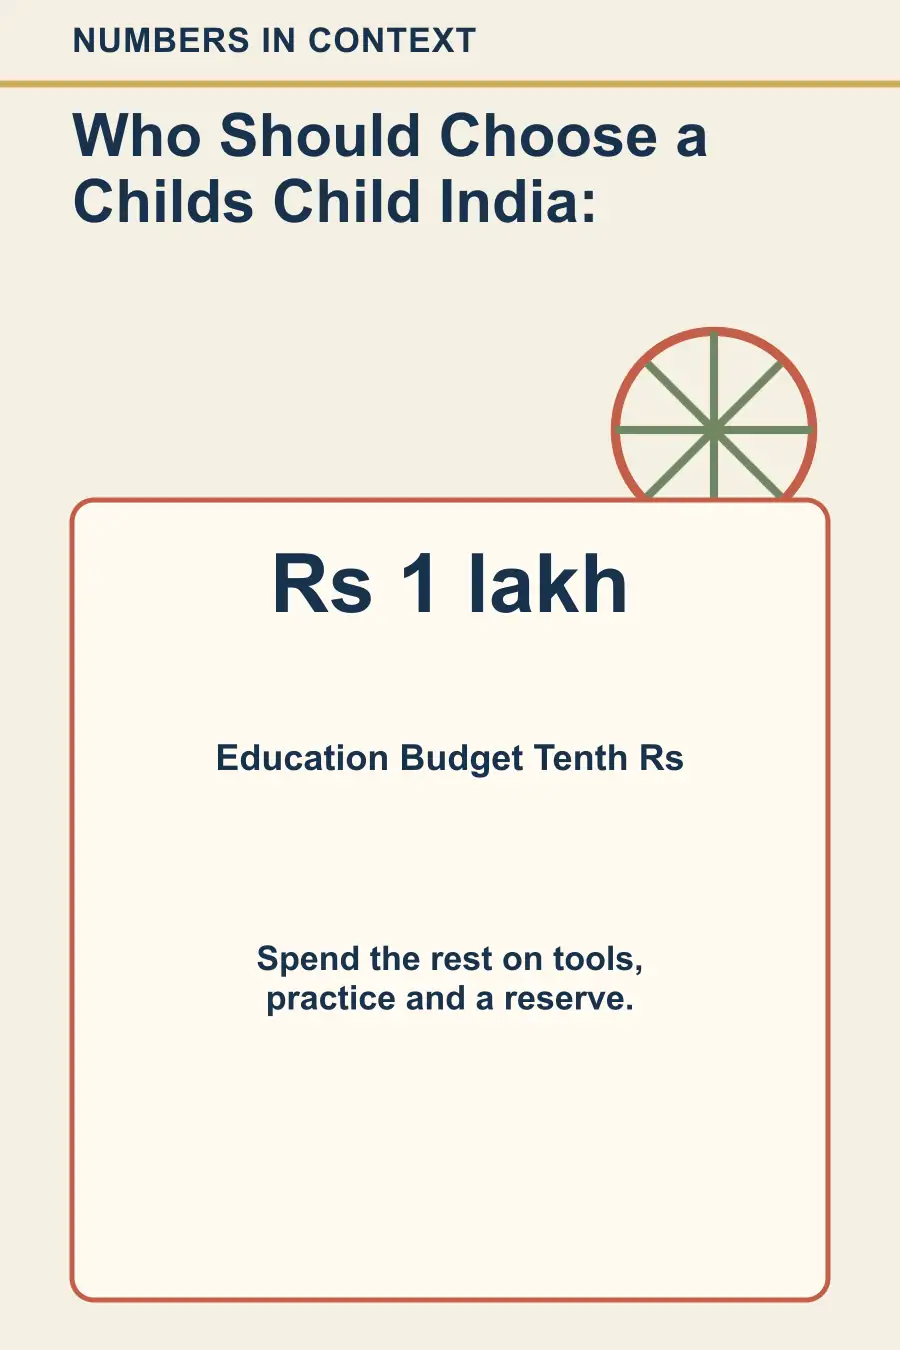 NUMBERS IN CONTEXT
Who Should Choose a
Childs Child India:
Rs 1 lakh
Education Budget Tenth Rs
Spend the rest on tools,
practice and a reserve.